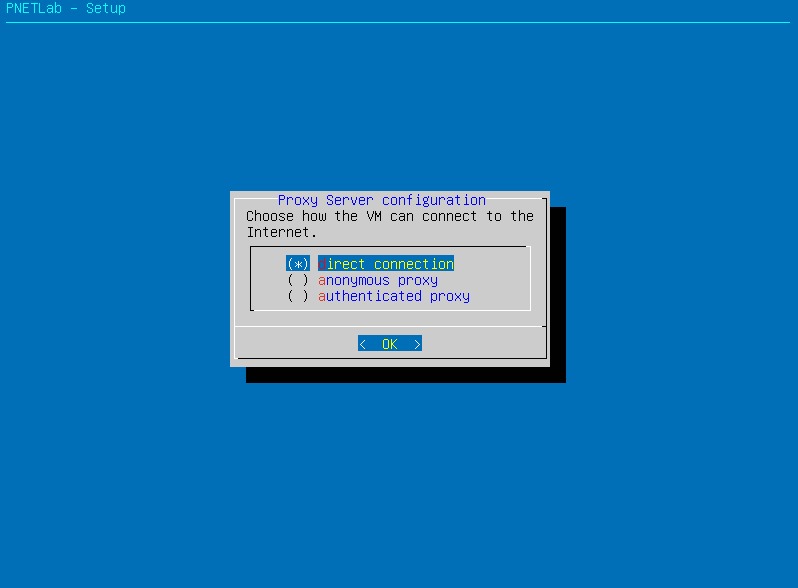 PNETLab - Setup
Proxy Server configuration
Choose how the VM can connect to the
Internet.
(*) direct connection
( ) anonymous proxy
( ) authenticated proxy
< OK >